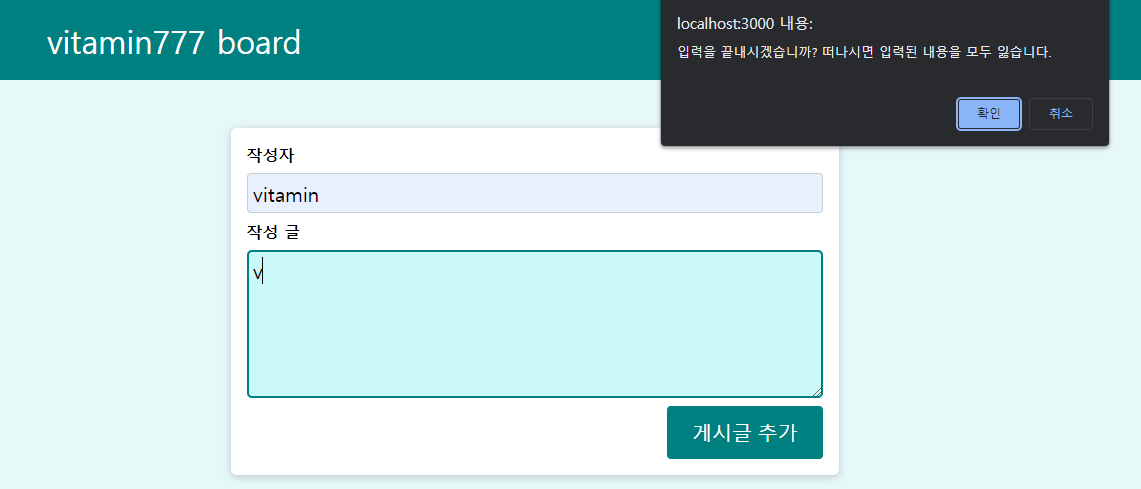 vitamin777 board
localhost:3000 내용:
입력을 끝내시겠습니까? 떠나시면 입력된 내용을 모두 잃습니다.
확인 취소
작성자
vitamin
작성 글
v
게시글 추가